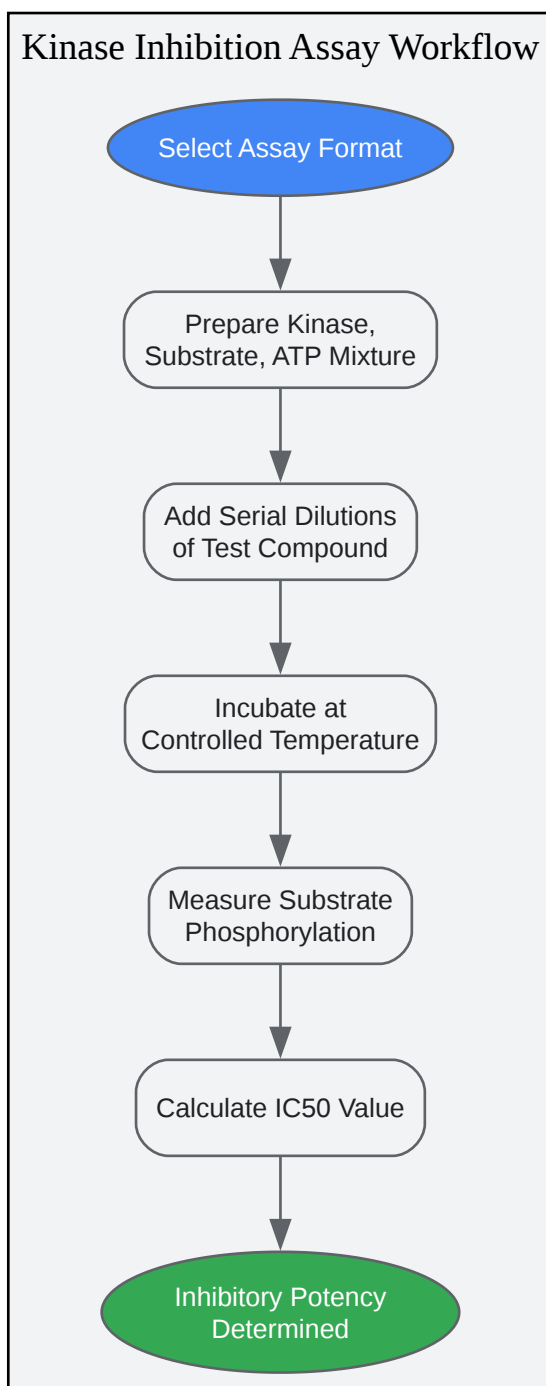 Kinase Inhibition Assay Workflow
Select Assay Format
Prepare Kinase,
Substrate, ATP Mixture
Add Serial Dilutions
of Test Compound
Incubate at
Controlled Temperature
Measure Substrate
Phosphorylation
Calculate IC50 Value
Inhibitory Potency
Determined